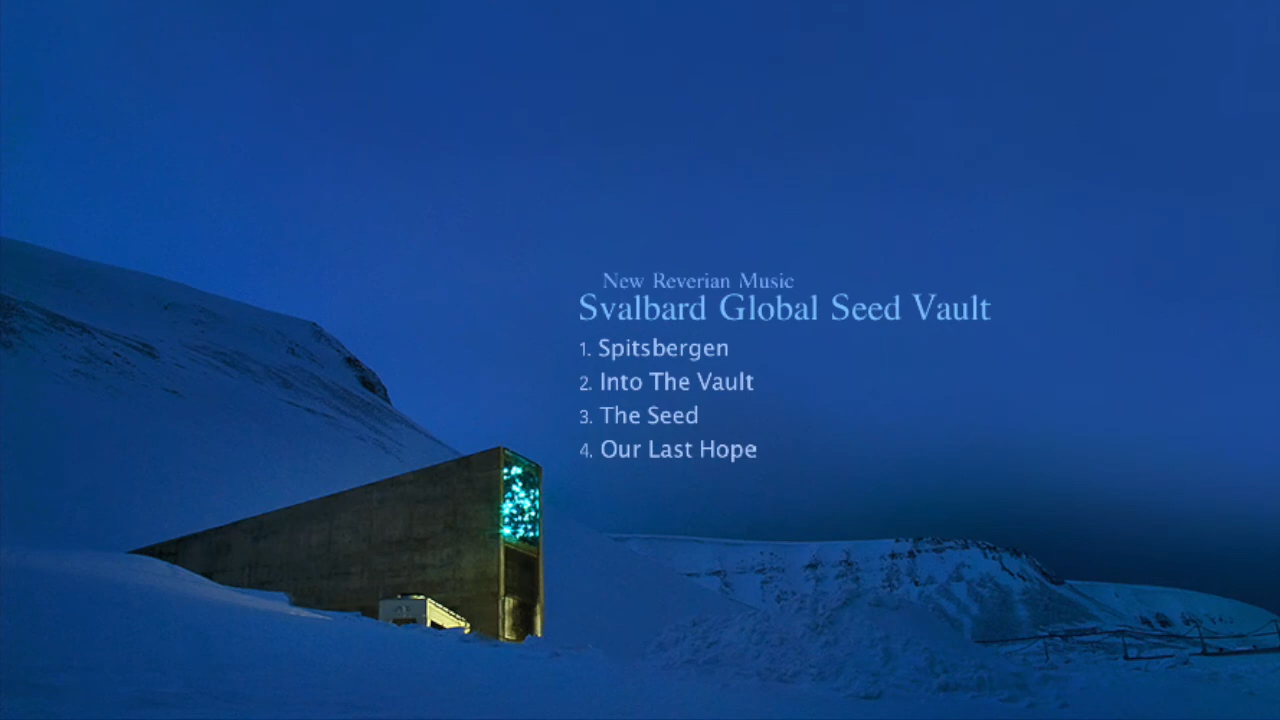 New Reverian Music
Svalbard Global Seed Vault
1. Spitsbergen
2. Into The Vault
3. The Seed
4. Our Last Hope